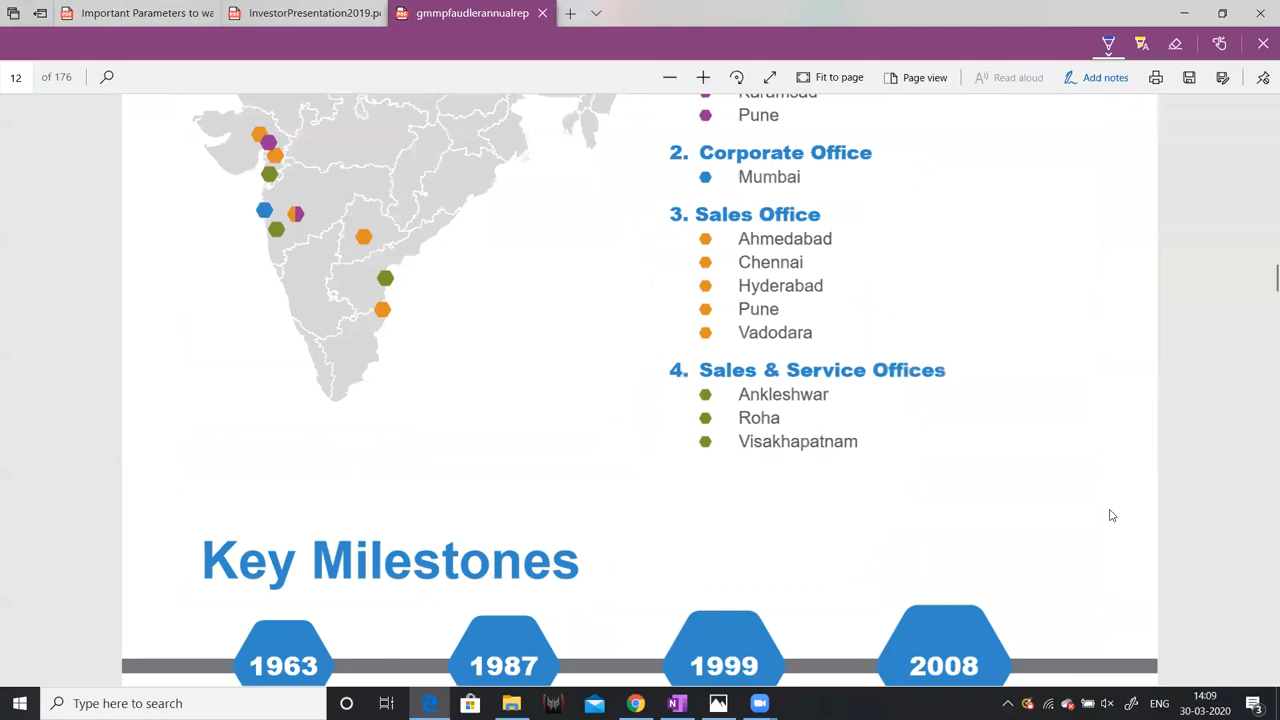 Important Parameters to wa
InvestorPresentation2019.p
gmmpfaudlerannualrep
12 of 176
Fit to page
Page view
Read aloud
Add notes
Karamsad
Pune
2. Corporate Office
Mumbai
3. Sales Office
Ahmedabad
Chennai
Hyderabad
Pune
Vadodara
4. Sales & Service Offices
Ankleshwar
Roha
Visakhapatnam
Key Milestones
1963
1987
1999
2008
Type here to search
ENG
14:09
30-03-2020
3